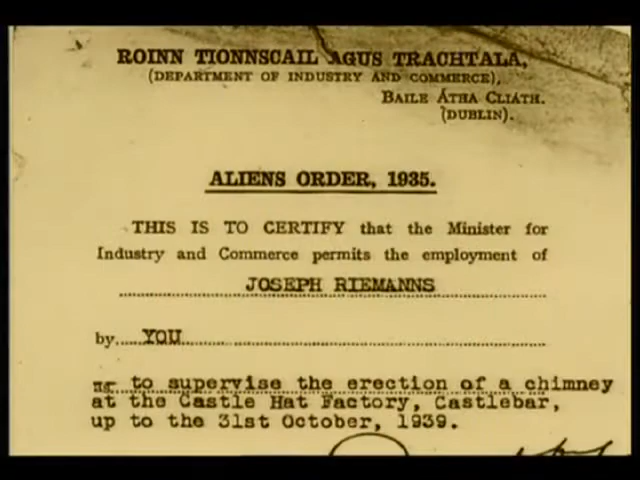 ROINN TIONNSCAIL AGUS TRACHTALA,
(DEPARTMENT OF INDUSTRY AND COMMERCE),
BAILE ÁTHA CLIÁTH.
(DUBLIN).
ALIENS ORDER, 1935.
THIS IS TO CERTIFY that the Minister for
Industry and Commerce permits the employment of
JOSEPH RIEMANNS
by YOU
to supervise the erection of a chimney
at the Castle Hat Factory, Castlebar,
up to the 31st October, 1939.